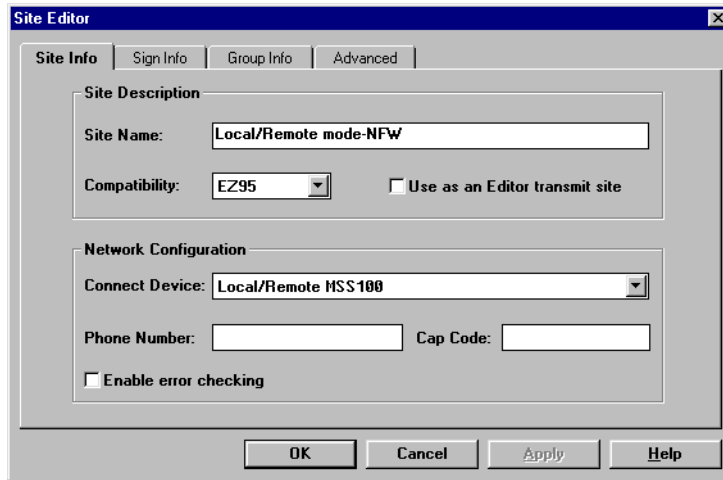 Site Editor
Site Info Sign Info Group Info Advanced
Site Description
Site Name: Local/Remote mode-NFW
Compatibility: EZ95 Use as an Editor transmit site
Network Configuration
Connect Device: Local/Remote MSS100
Phone Number: Cap Code:
Enable error checking
OK Cancel Apply Help